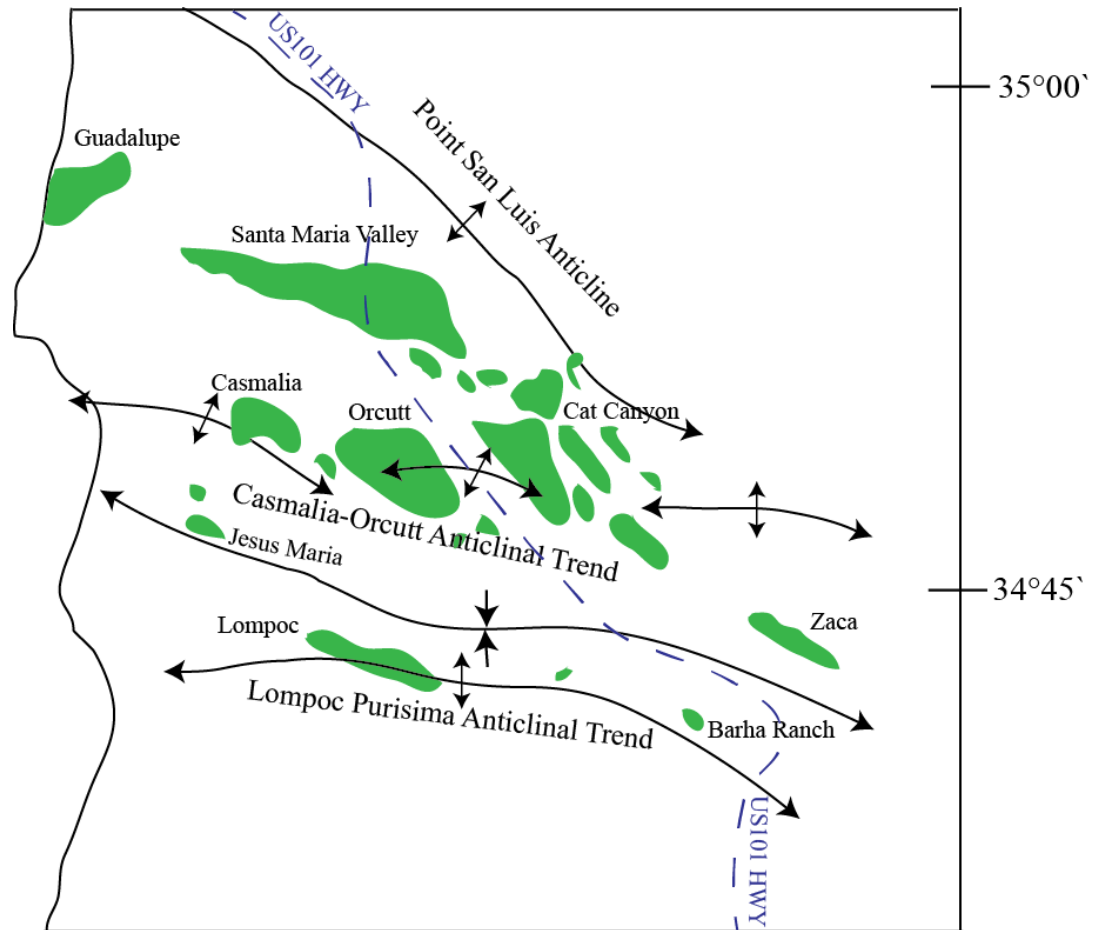 US101 HWY
35°00`
Point San Luis Anticline
Guadalupe
Santa Maria Valley
Casmalia
Orcutt
Cat Canyon
Casmalia-Orcutt Anticlinal Trend
Jesus Maria
34°45`
Lompoc
Zaca
Lompoc Purisima Anticlinal Trend
Barha Ranch
US101 HWY